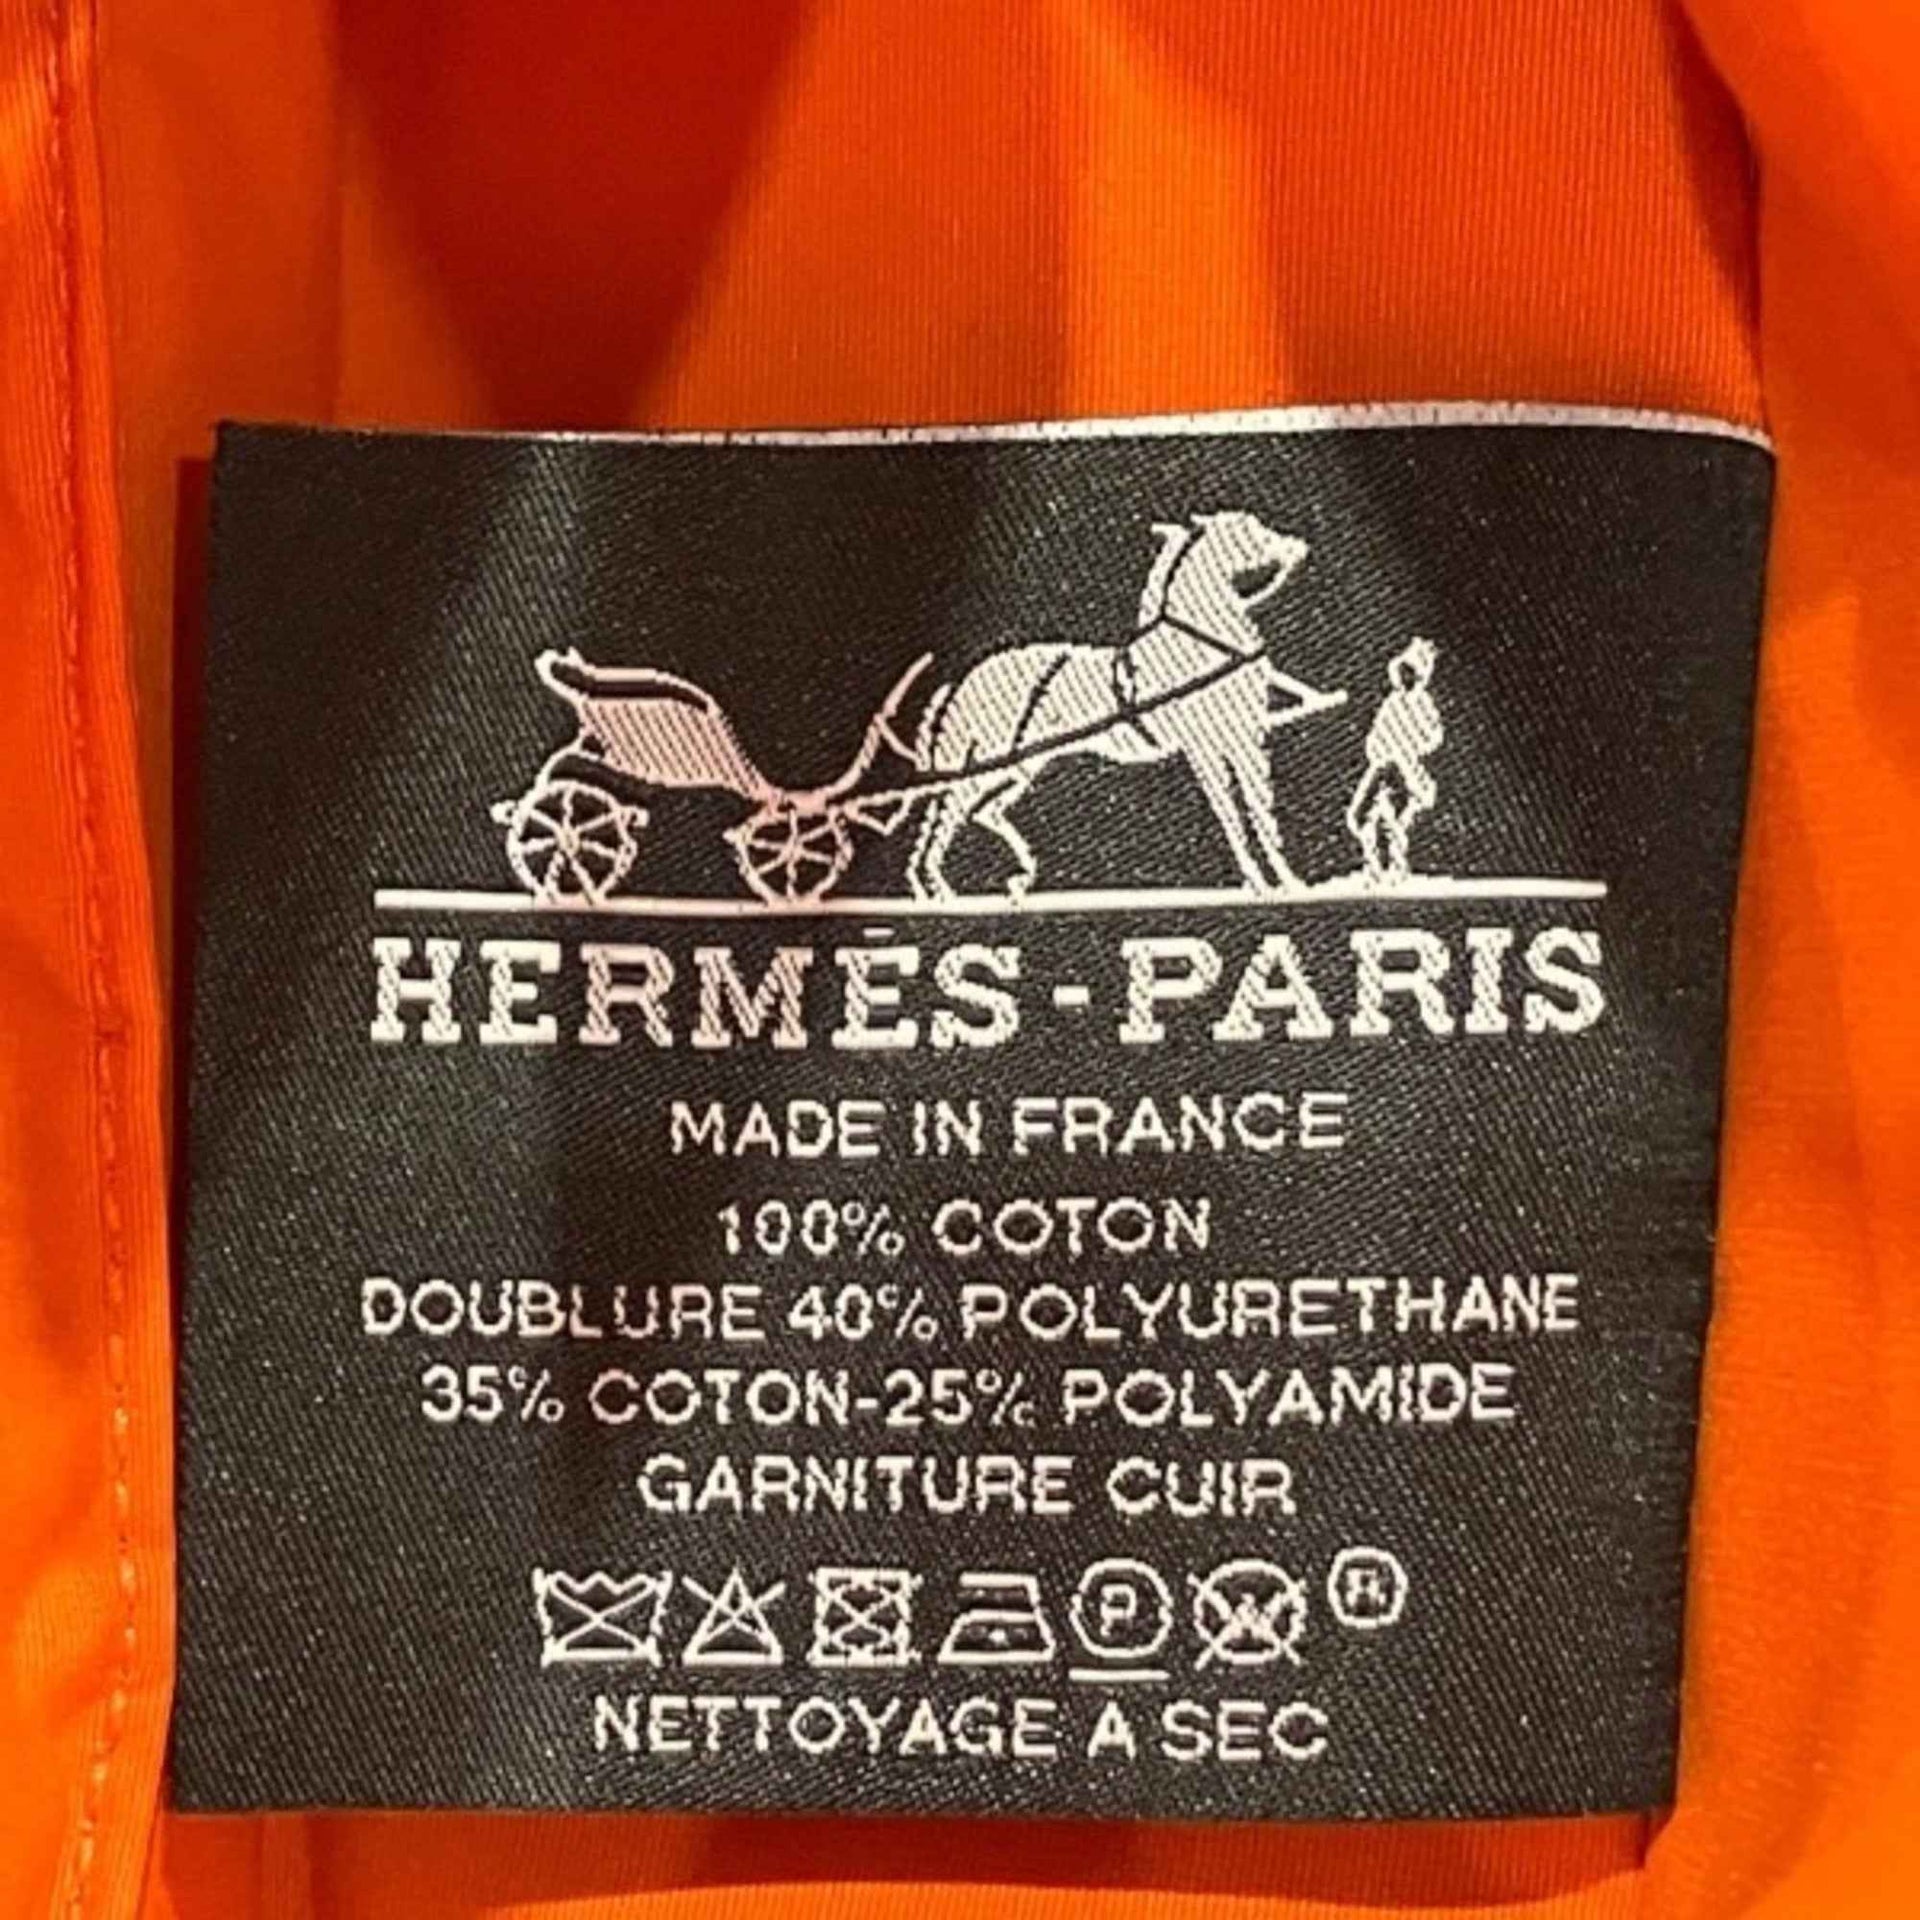 HERMÈS-PARIS
MADE IN FRANCE
100% COTON
DOUBLURE 40% POLYURETHANE
35% COTON-25% POLYAMIDE
GARNITURE CUIR
P W H
NETTOYAGE A SEC